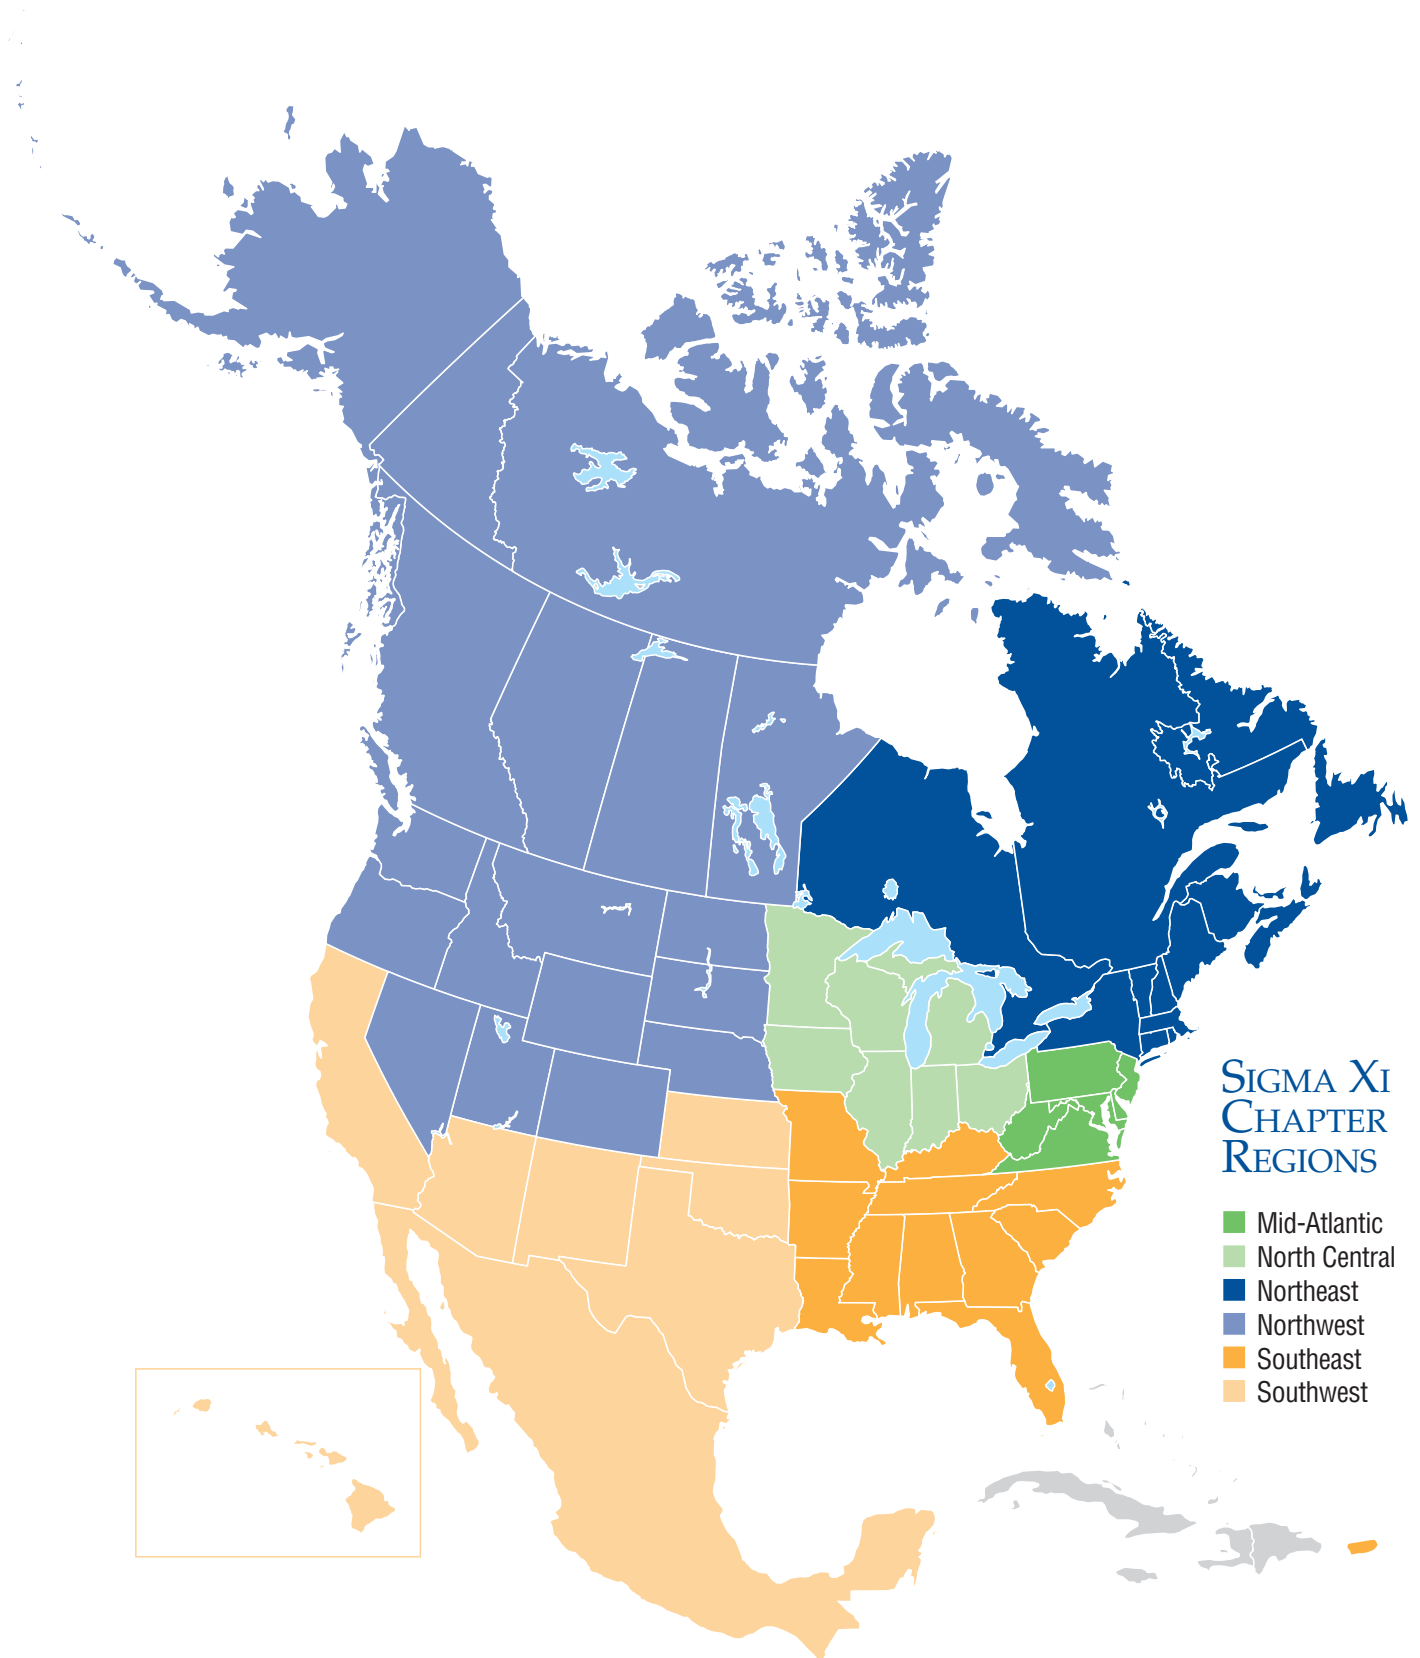 Sigma Xi
Chapter
Regions
Mid-Atlantic
North Central
Northeast
Northwest
Southeast
Southwest